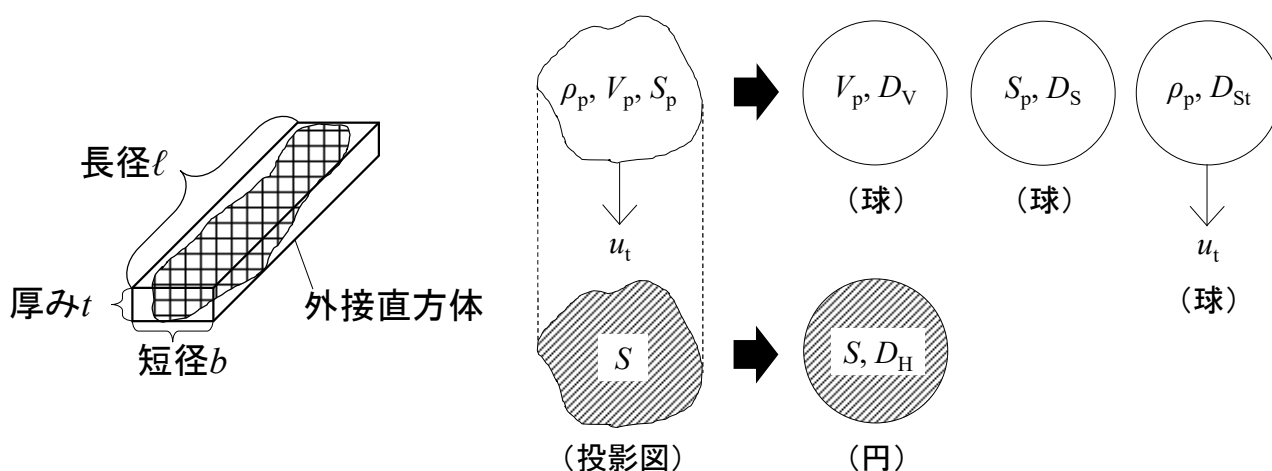 長径ℓ
厚みt
短径b
外接直方体
ρp, Vp, Sp
ut
S
（投影図）
Vp, DV
（球）
Sp, DS
（球）
ρp, DSt
ut
（球）
S, DH
（円）